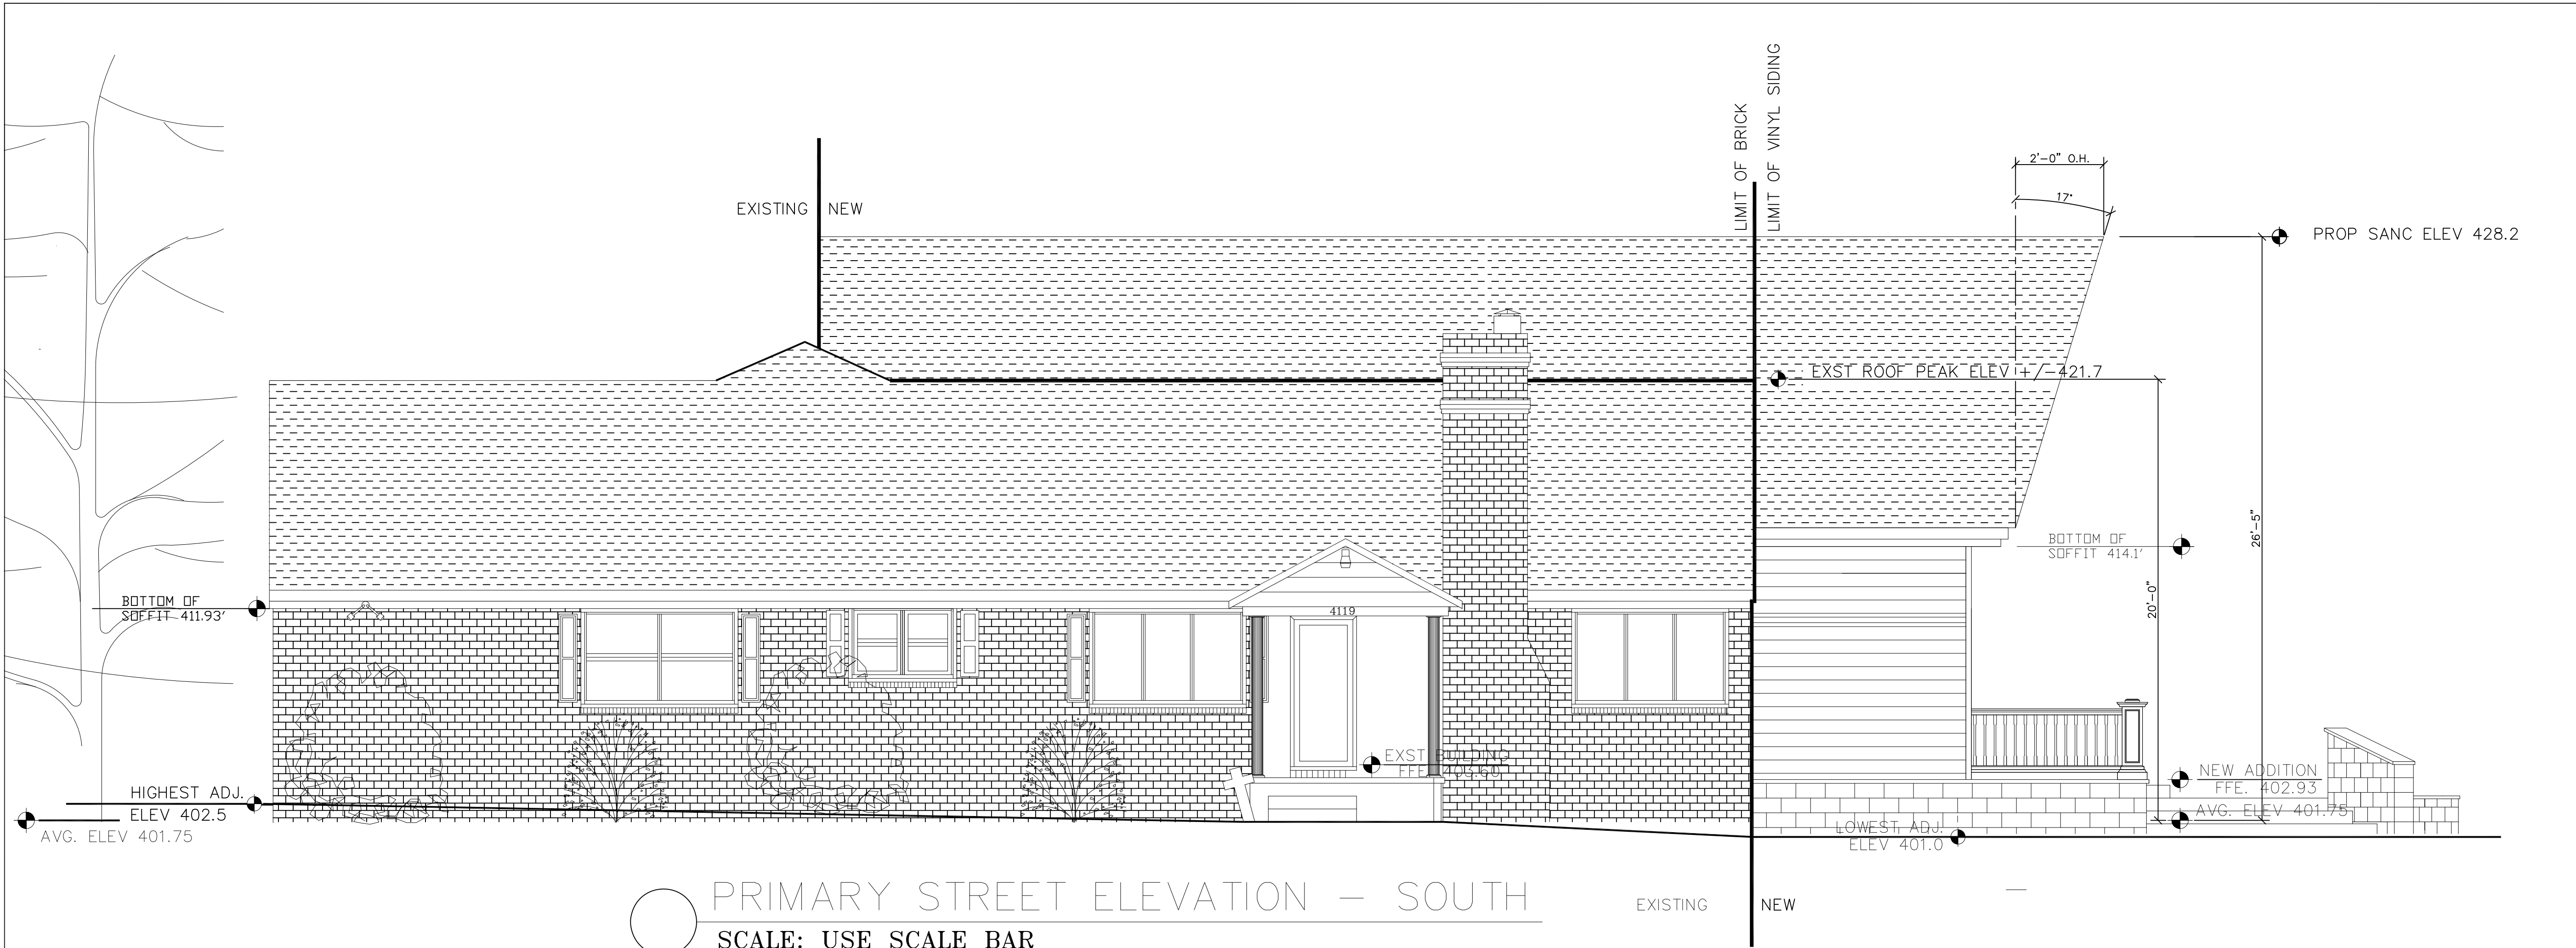 LIMIT OF BRICK
LIMIT OF VINYL SIDING
2'-0" O.H.
17°
EXISTING
NEW
PROP SANC ELEV 428.2
EXST ROOF PEAK ELEV +/-421.7
26'-5"
BOTTOM OF
SOFFIT 414.1'
20'-0"
BOTTOM OF
SOFFIT 411.93'
4119
EXST BUILDING
FFE. 403.60
NEW ADDITION
FFE. 402.93
HIGHEST ADJ.
ELEV 402.5
AVG. ELEV 401.75
AVG. ELEV 401.75
LOWEST ADJ.
ELEV 401.0
PRIMARY STREET ELEVATION - SOUTH
EXISTING
NEW
SCALE: USE SCALE BAR